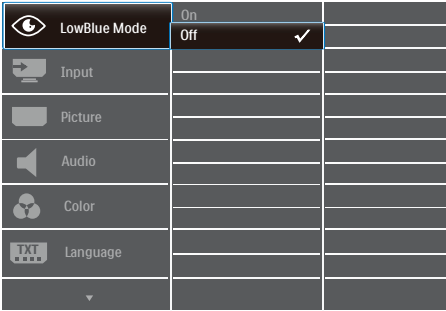 LowBlue Mode
On
Off
Input
Picture
Audio
Color
TXT
Language